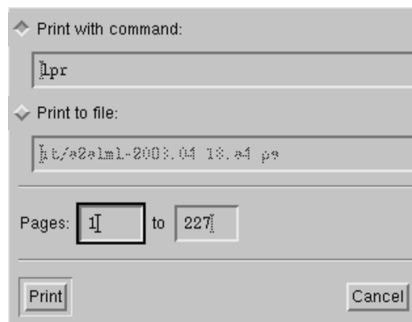 Print with command:
lpr
Print to file:
Pages: 1 to 227
Print Cancel